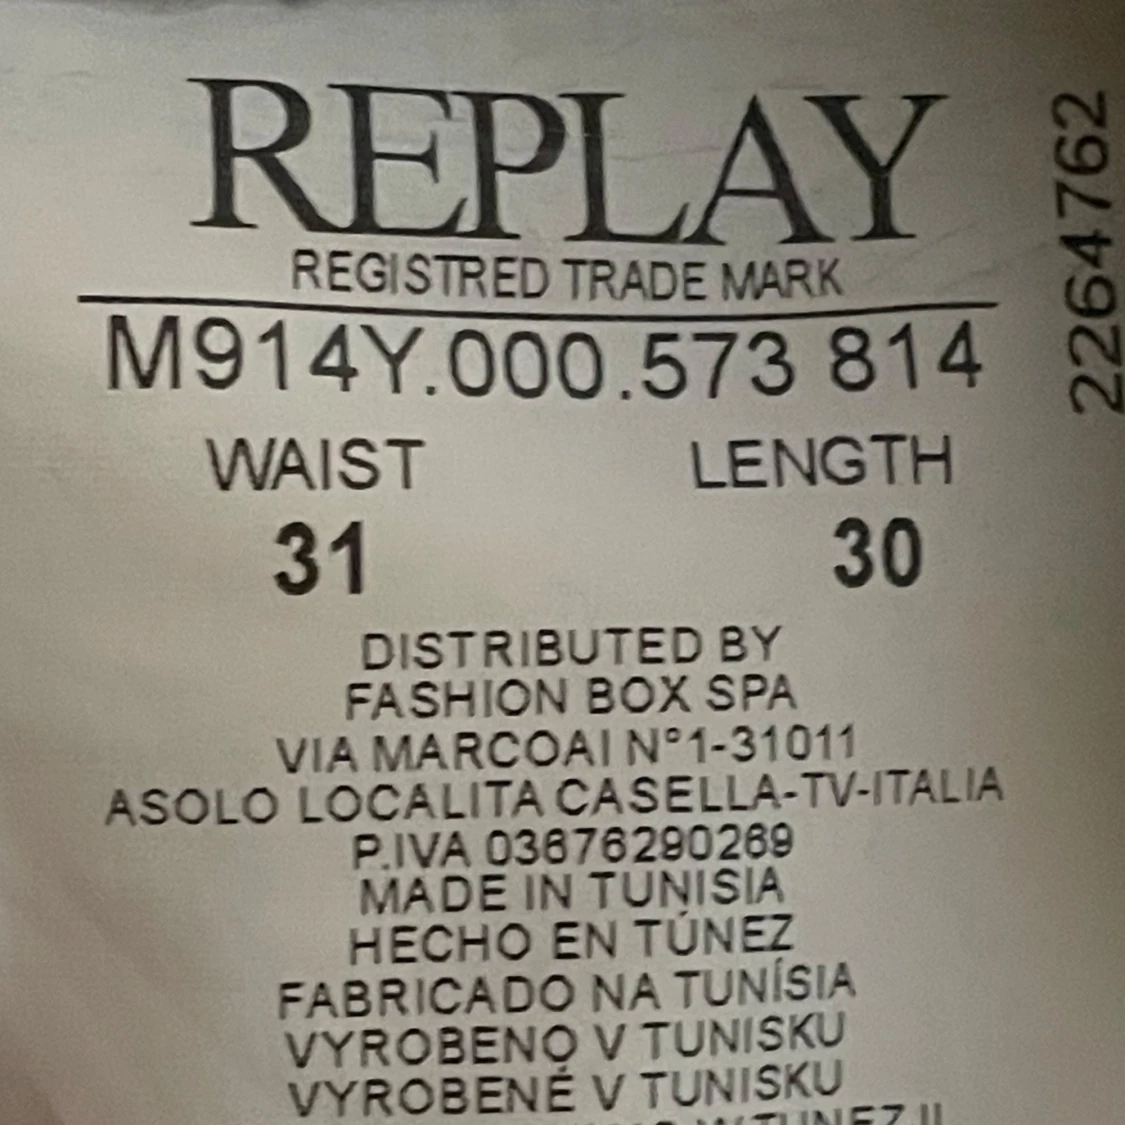 REPLAY
REGISTRED TRADE MARK
M914Y.000.573 814
WAIST LENGTH
31 30
DISTRIBUTED BY
FASHION BOX SPA
VIA MARCOAI N°1-31011
ASOLO LOCALITA CASELLA-TV-ITALIA
P.IVA 03676290269
MADE IN TUNISIA
HECHO EN TÚNEZ
FABRICADO NA TUNÍSIA
VYROBENO V TUNISKU
VYROBENÉ V TUNISKU
W TUNEZJI
2264762